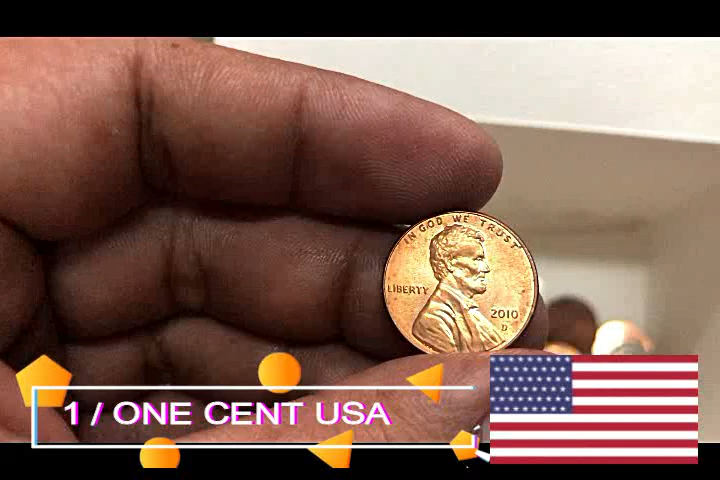 IN GOD WE TRUST
LIBERTY
2010
D
1 / ONE CENT USA